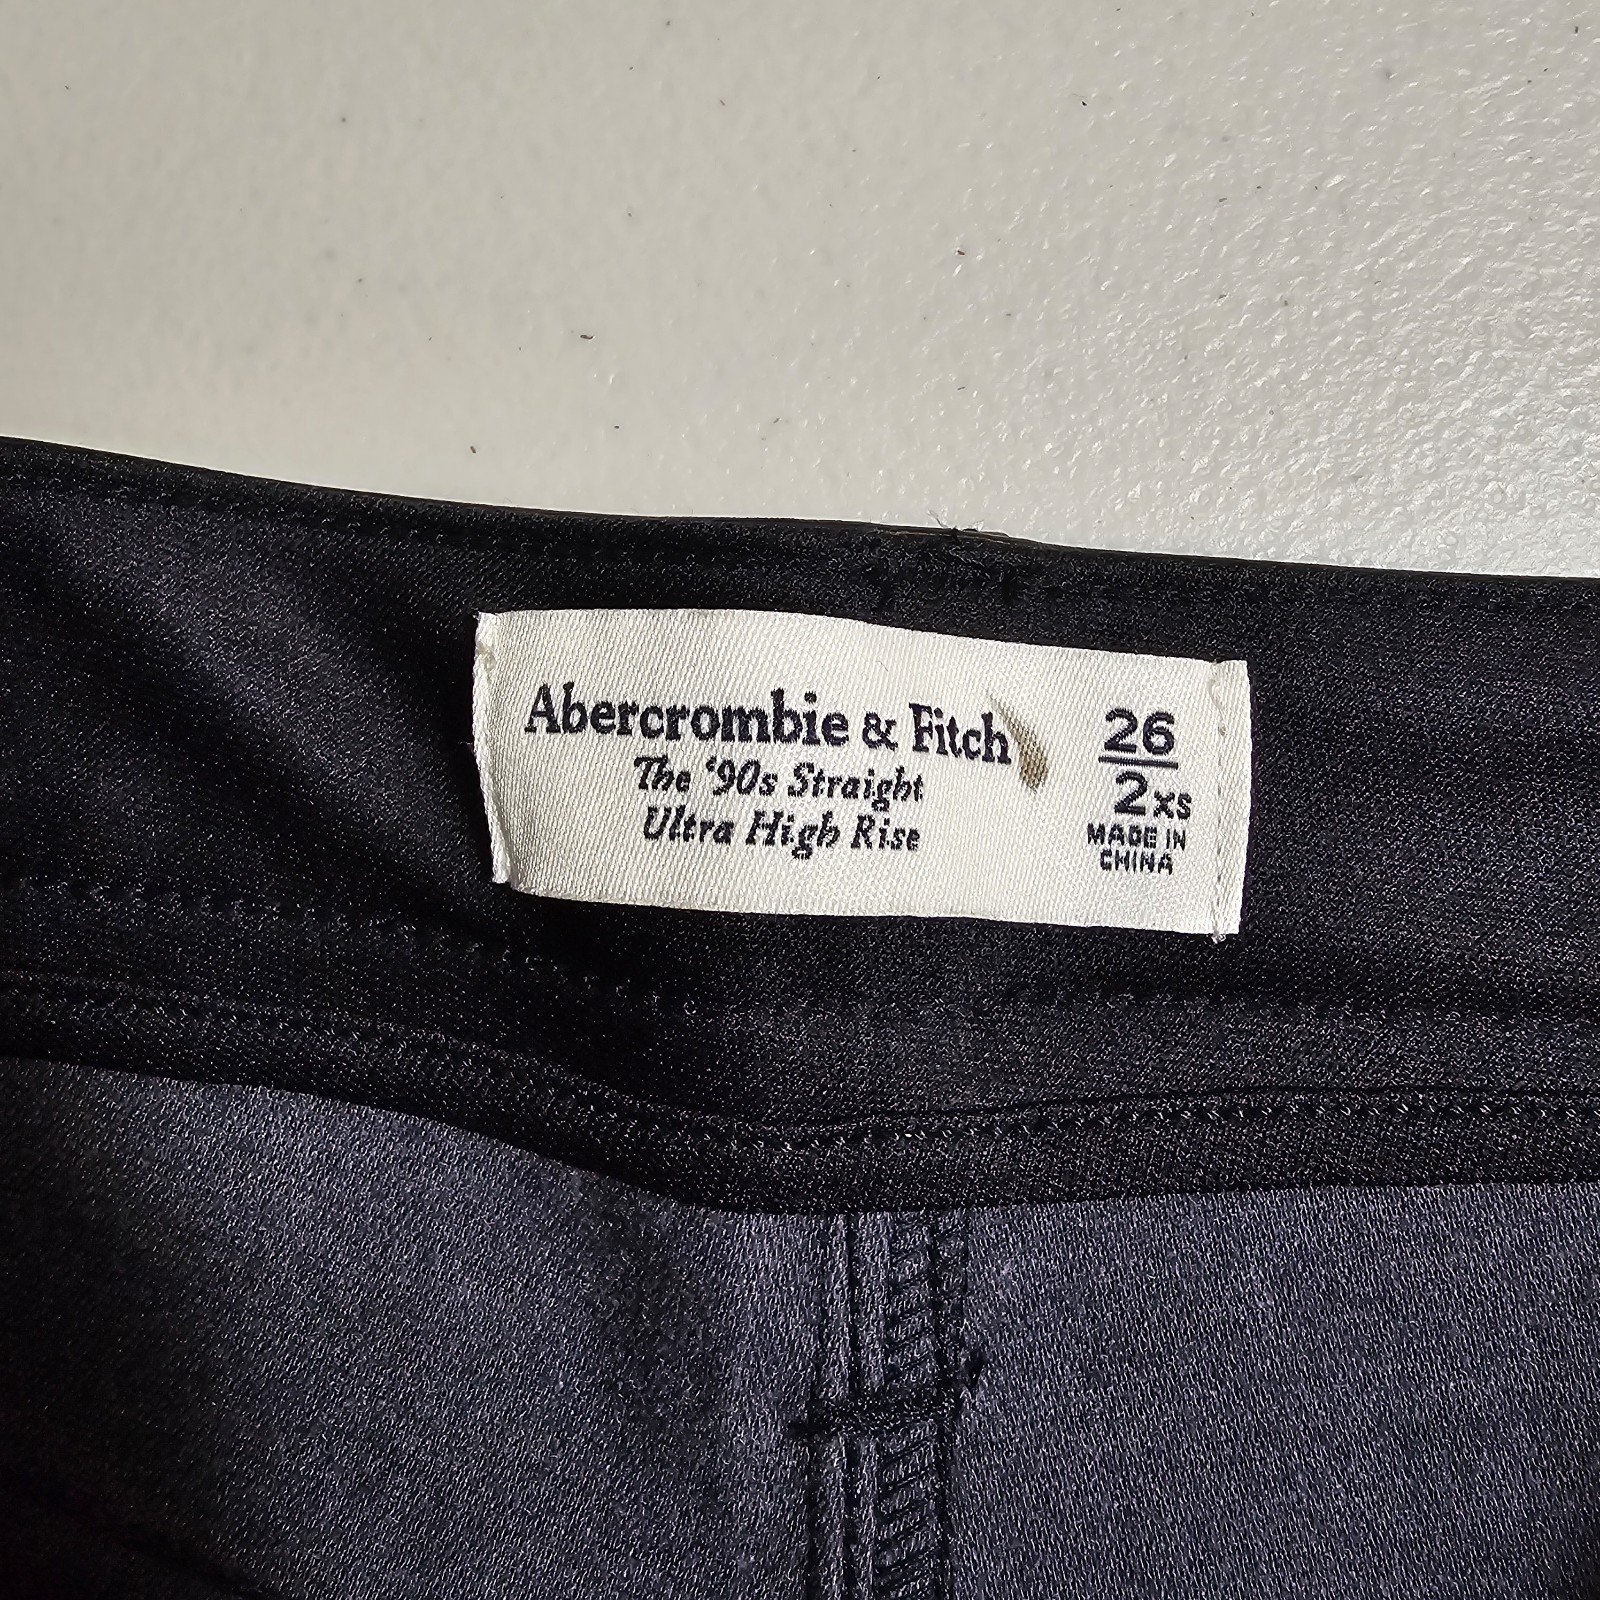 Abercrombie & Fitch
The ‘90s Straight
Ultra High Rise
26
2XS
MADE IN
CHINA